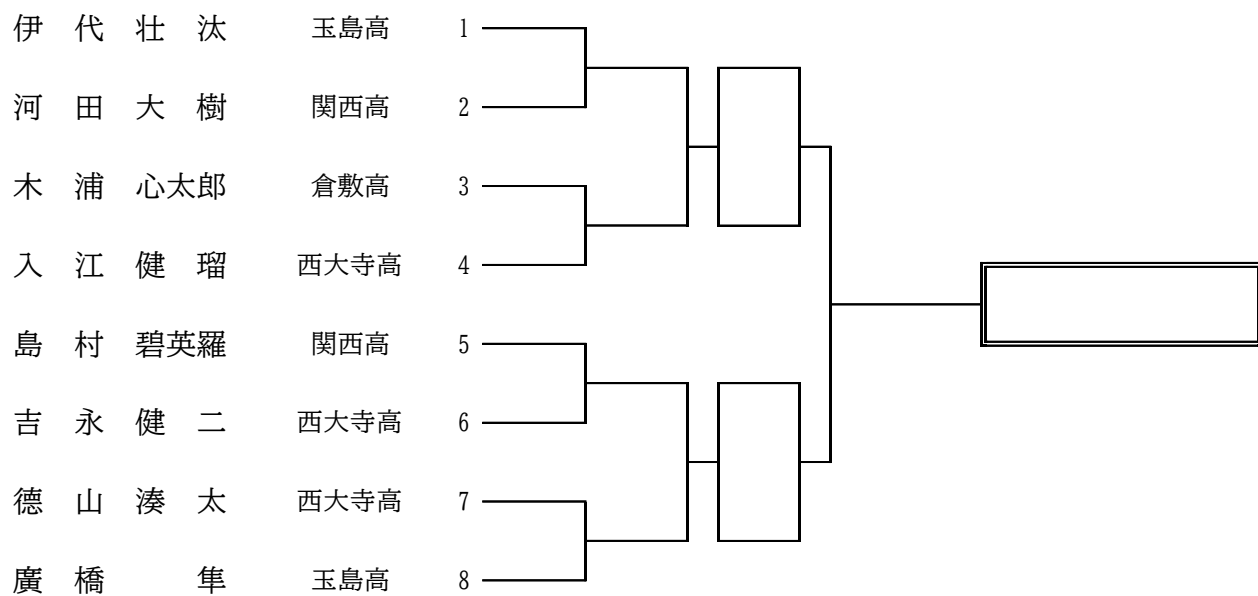 伊代壮汰 玉島高 1
河田大樹 関西高 2
木浦心太郎 倉敷高 3
入江健瑠 西大寺高 4
島村碧英羅 関西高 5
吉永健二 西大寺高 6
德山湊太 西大寺高 7
廣橋隼 玉島高 8